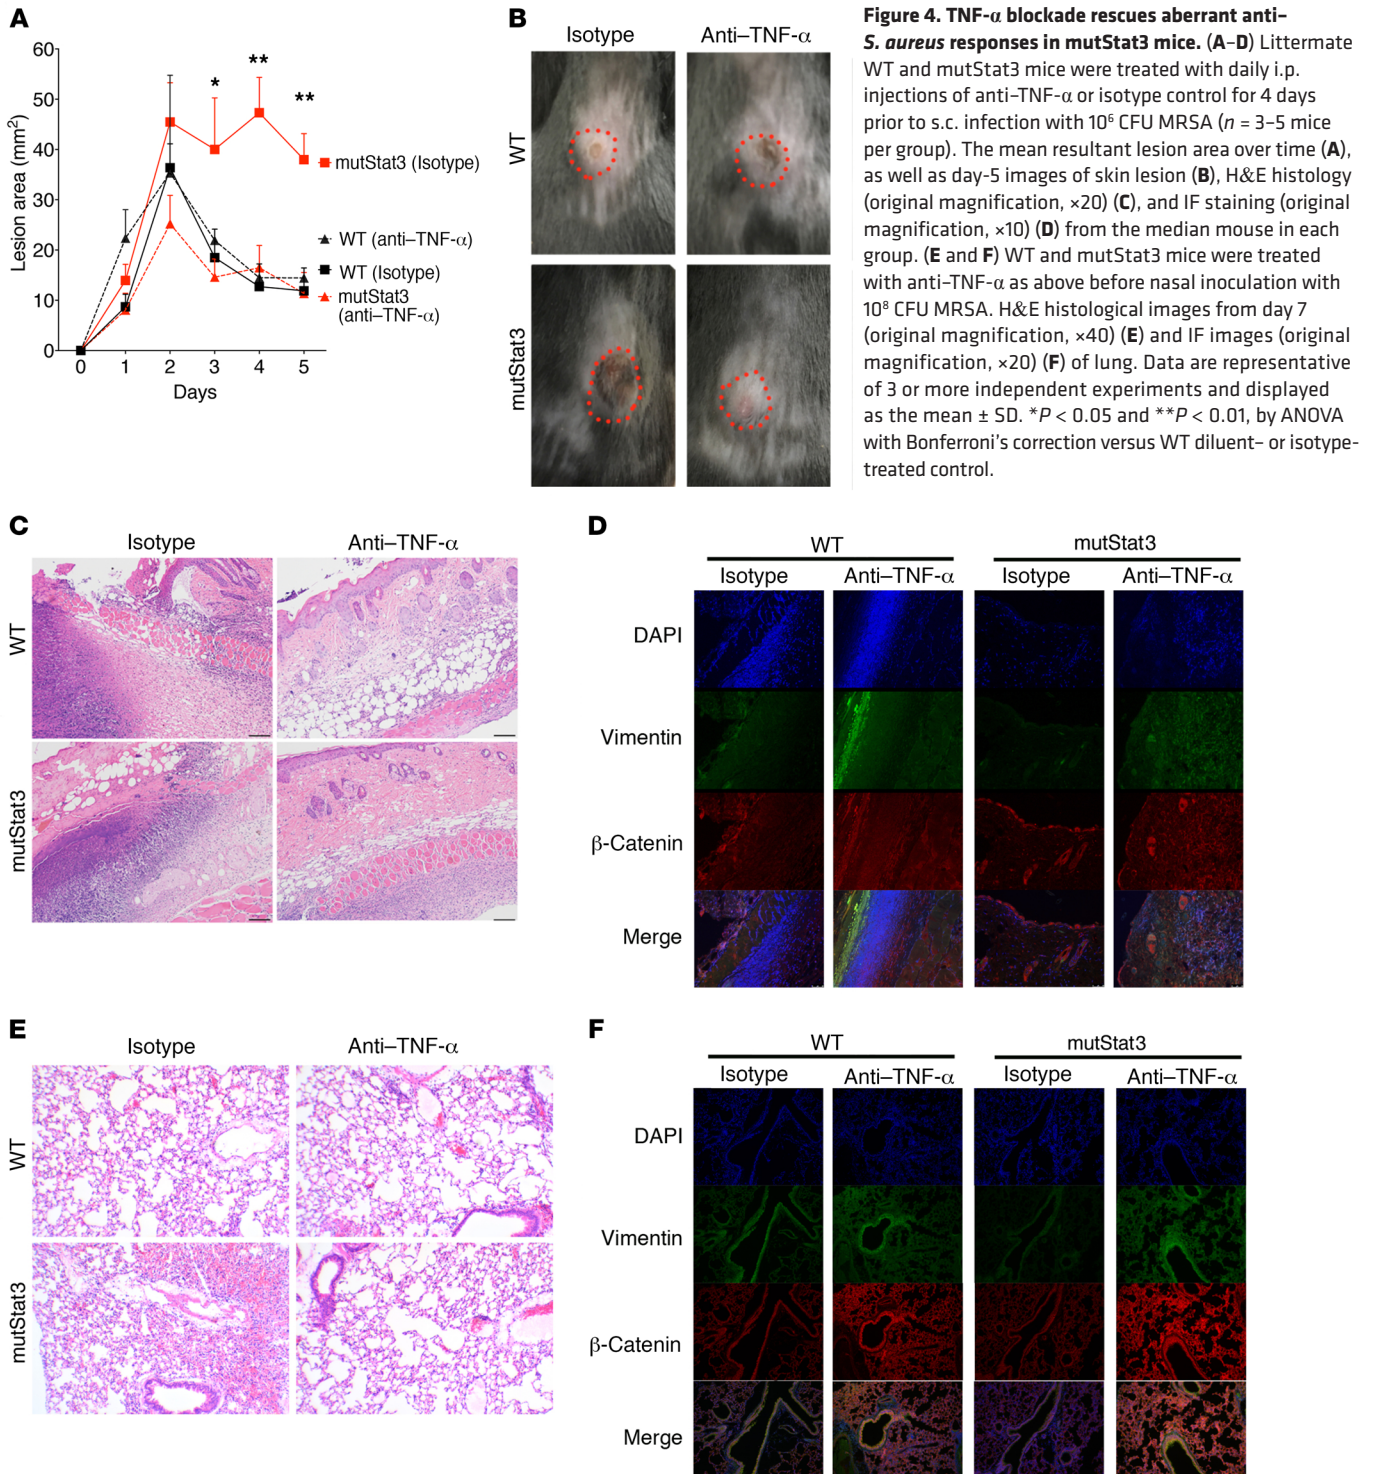 A
60
50
40
30
20
10
0
Lesion area (mm²)
0 1 2 3 4 5
Days
*
**
**
mutStat3 (Isotype)
WT (anti–TNF-α)
WT (Isotype)
mutStat3
(anti–TNF-α)
B
Isotype
Anti–TNF-α
WT
mutStat3
Figure 4. TNF-α blockade rescues aberrant anti–
S. aureus responses in mutStat3 mice. (A–D) Littermate
WT and mutStat3 mice were treated with daily i.p.
injections of anti–TNF-α or isotype control for 4 days
prior to s.c. infection with 10⁶ CFU MRSA (n = 3–5 mice
per group). The mean resultant lesion area over time (A),
as well as day-5 images of skin lesion (B), H&E histology
(original magnification, ×20) (C), and IF staining (original
magnification, ×10) (D) from the median mouse in each
group. (E and F) WT and mutStat3 mice were treated
with anti–TNF-α as above before nasal inoculation with
10⁸ CFU MRSA. H&E histological images from day 7
(original magnification, ×40) (E) and IF images (original
magnification, ×20) (F) of lung. Data are representative
of 3 or more independent experiments and displayed
as the mean ± SD. *P < 0.05 and **P < 0.01, by ANOVA
with Bonferroni's correction versus WT diluent– or isotype-
treated control.
C
Isotype
Anti–TNF-α
WT
mutStat3
D
WT
mutStat3
Isotype
Anti–TNF-α
Isotype
Anti–TNF-α
DAPI
Vimentin
β-Catenin
Merge
E
Isotype
Anti–TNF-α
WT
mutStat3
F
WT
mutStat3
Isotype
Anti–TNF-α
Isotype
Anti–TNF-α
DAPI
Vimentin
β-Catenin
Merge